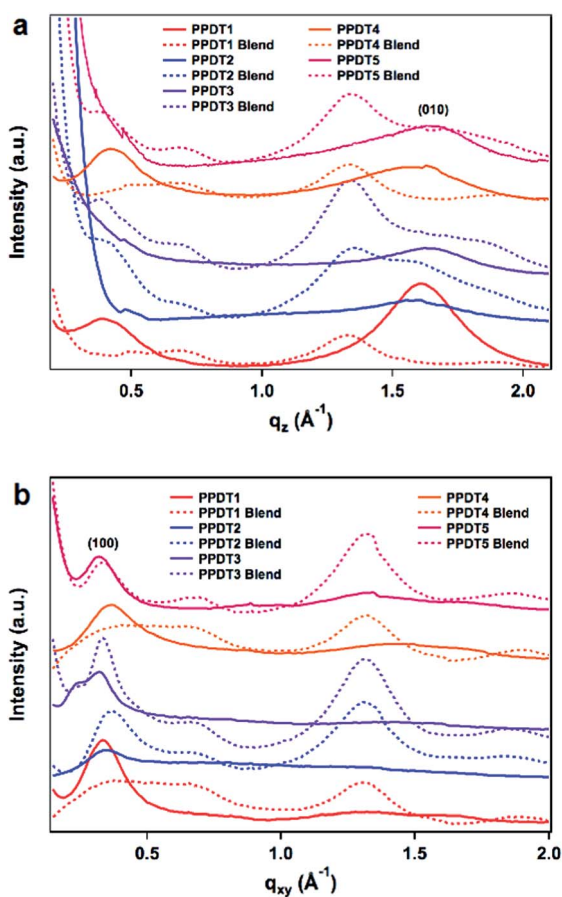 a
PPDT1
PPDT1 Blend
PPDT2
PPDT2 Blend
PPDT3
PPDT3 Blend
PPDT4
PPDT4 Blend
PPDT5
PPDT5 Blend
(010)
Intensity (a.u.)
0.5 1.0 1.5 2.0
qz (Å-1)
b
PPDT1
PPDT1 Blend
PPDT2
PPDT2 Blend
PPDT3
PPDT3 Blend
PPDT4
PPDT4 Blend
PPDT5
PPDT5 Blend
(100)
Intensity (a.u.)
0.5 1.0 1.5 2.0
qxy (Å-1)